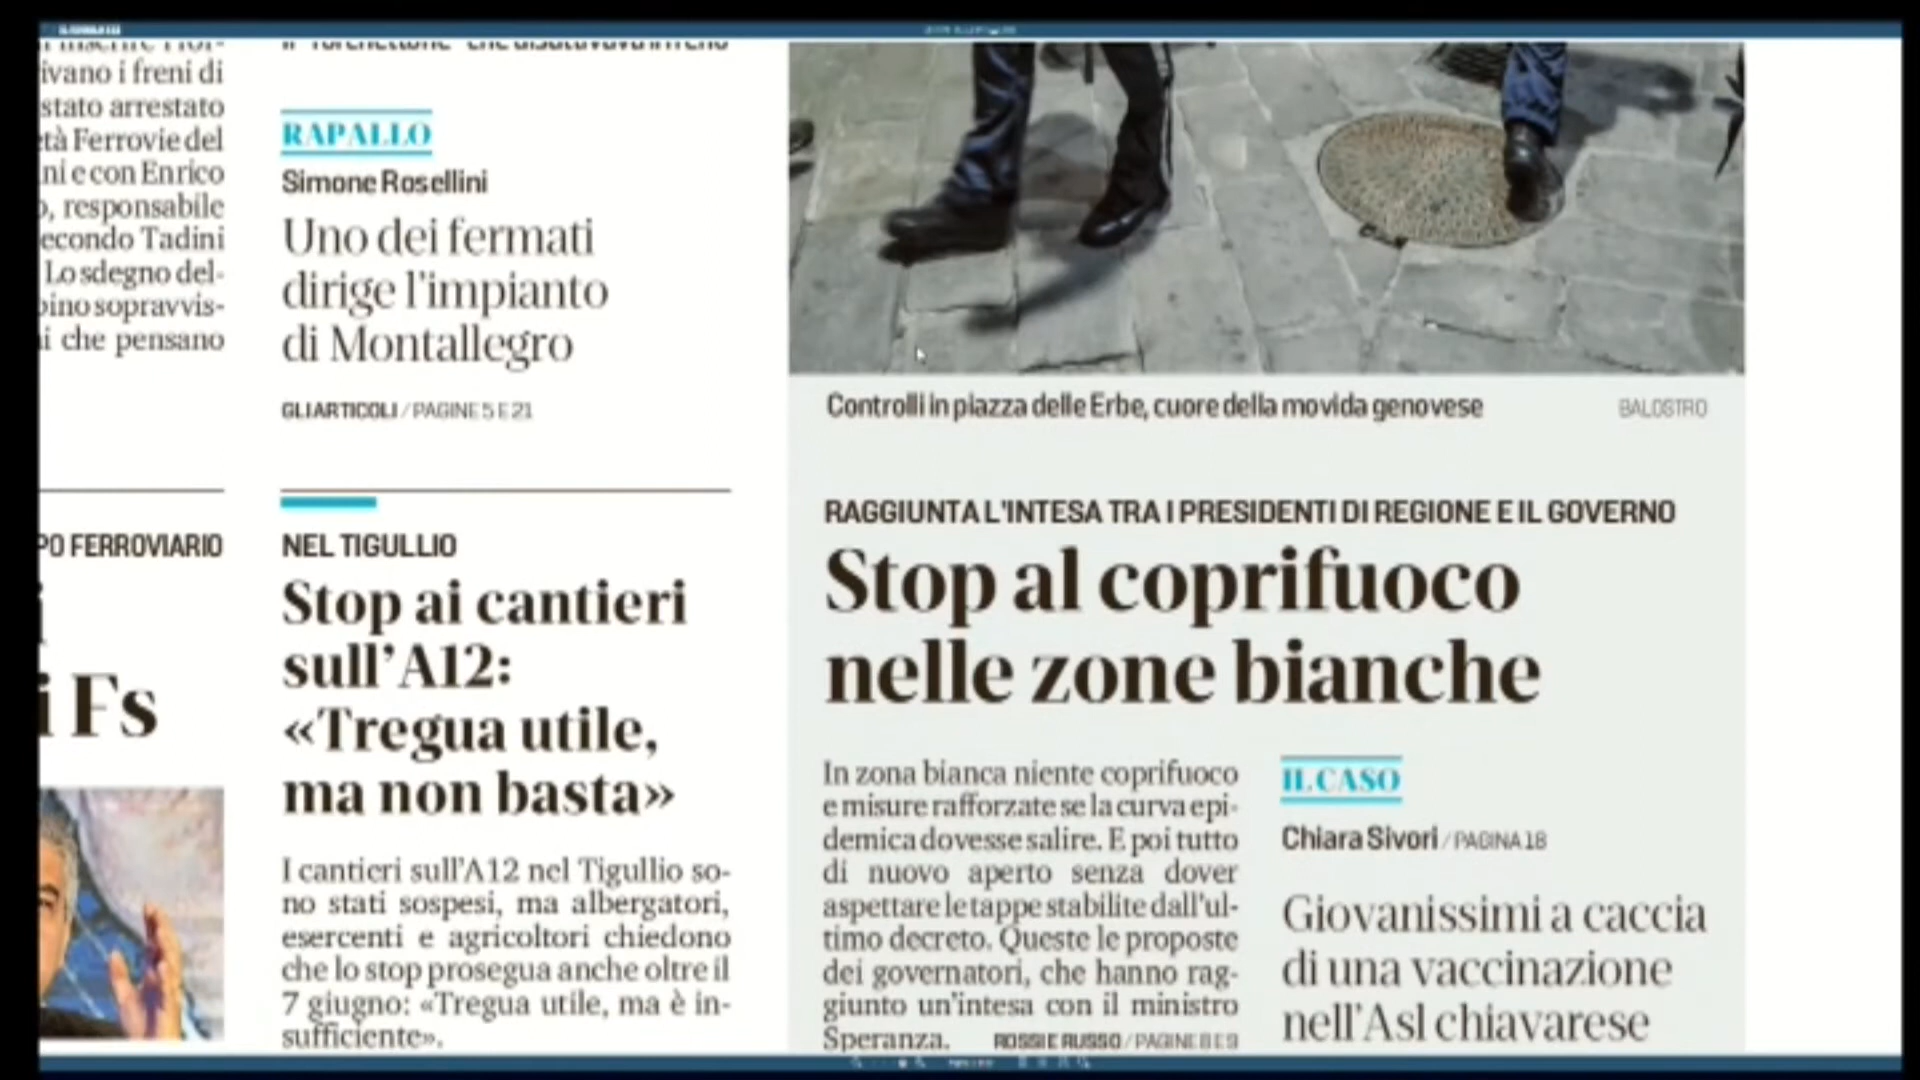 ivano i freni di
stato arrestato
tà Ferrovie del
ni e con Enrico
o, responsabile
econdo Tadini
Lo sdegno del-
bino sopravvis-
i che pensano
PO FERROVIARIO
i Fs
RAPALLO
Simone Rosellini
Uno dei fermati
dirige l'impianto
di Montallegro
GLI ARTICOLI / PAGINE 5 E 21
NEL TIGULLIO
Stop ai cantieri
sull'A12:
«Tregua utile,
ma non basta»
I cantieri sull'A12 nel Tigullio so-
no stati sospesi, ma albergatori,
esercenti e agricoltori chiedono
che lo stop prosegua anche oltre il
7 giugno: «Tregua utile, ma è in-
sufficiente».
Controlli in piazza delle Erbe, cuore della movida genovese
BALOSTRO
RAGGIUNTA L'INTESA TRA I PRESIDENTI DI REGIONE E IL GOVERNO
Stop al coprifuoco
nelle zone bianche
In zona bianca niente coprifuoco
e misure rafforzate se la curva epi-
demica dovesse salire. E poi tutto
di nuovo aperto senza dover
aspettare le tappe stabilite dall'ul-
timo decreto. Queste le proposte
dei governatori, che hanno rag-
giunto un'intesa con il ministro
Speranza. ROSSI E RUSSO / PAGINE 8 E 9
IL CASO
Chiara Sivori / PAGINA 18
Giovanissimi a caccia
di una vaccinazione
nell'Asl chiavarese